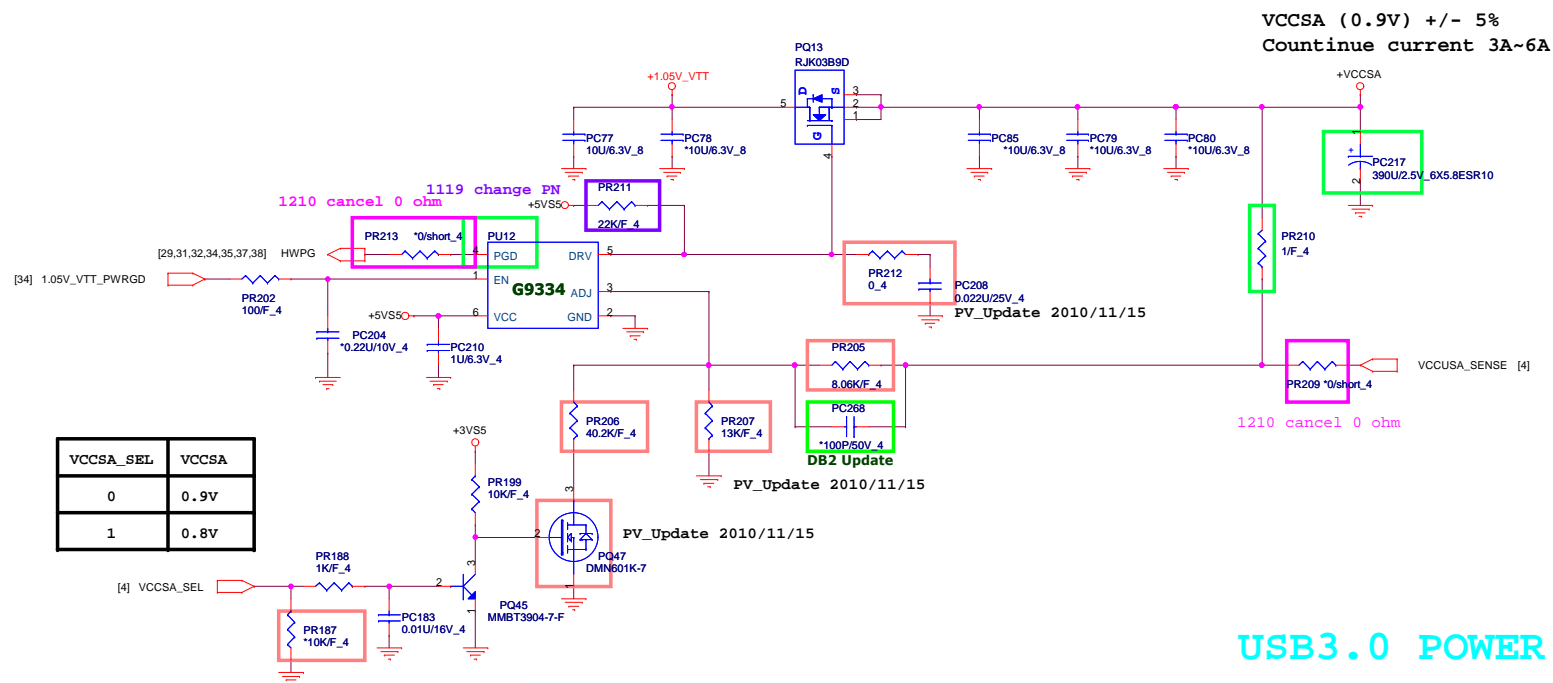 VCCSA (0.9V) +/- 5%
Countinue current 3A~6A
PQ13
RJK03B9D
+1.05V_VTT
+VCCSA
D
S
G
5
3
2
1
4
PC77
10U/6.3V_8
PC78
*10U/6.3V_8
PC85
*10U/6.3V_8
PC79
*10U/6.3V_8
PC80
*10U/6.3V_8
1
+
2
PC217
390U/2.5V_6X5.8ESR10
1119 change PN
PR211
+5VS5
22K/F_4
1210 cancel 0 ohm
PR213
*0/short_4
PU12
[29,31,32,34,35,37,38] HWPG
4
PGD
DRV
5
[34] 1.05V_VTT_PWRGD
1
EN
G9334
ADJ
3
PR202
100/F_4
+5VS5
6
VCC
GND
2
PC204
*0.22U/10V_4
PC210
1U/6.3V_4
PR212
0_4
PC208
0.022U/25V_4
PV_Update 2010/11/15
PR210
1/F_4
PR205
8.06K/F_4
PR209 *0/short_4
VCCUSA_SENSE [4]
1210 cancel 0 ohm
PC268
*100P/50V_4
DB2 Update
PR206
40.2K/F_4
PR207
13K/F_4
PV_Update 2010/11/15
+3VS5
PR199
10K/F_4
VCCSA_SEL VCCSA
0 0.9V
1 0.8V
3
2
1
PV_Update 2010/11/15
PQ47
DMN601K-7
[4] VCCSA_SEL
PR188
1K/F_4
2
3
1
PQ45
MMBT3904-7-F
PR187
*10K/F_4
PC183
0.01U/16V_4
USB3.0 POWER